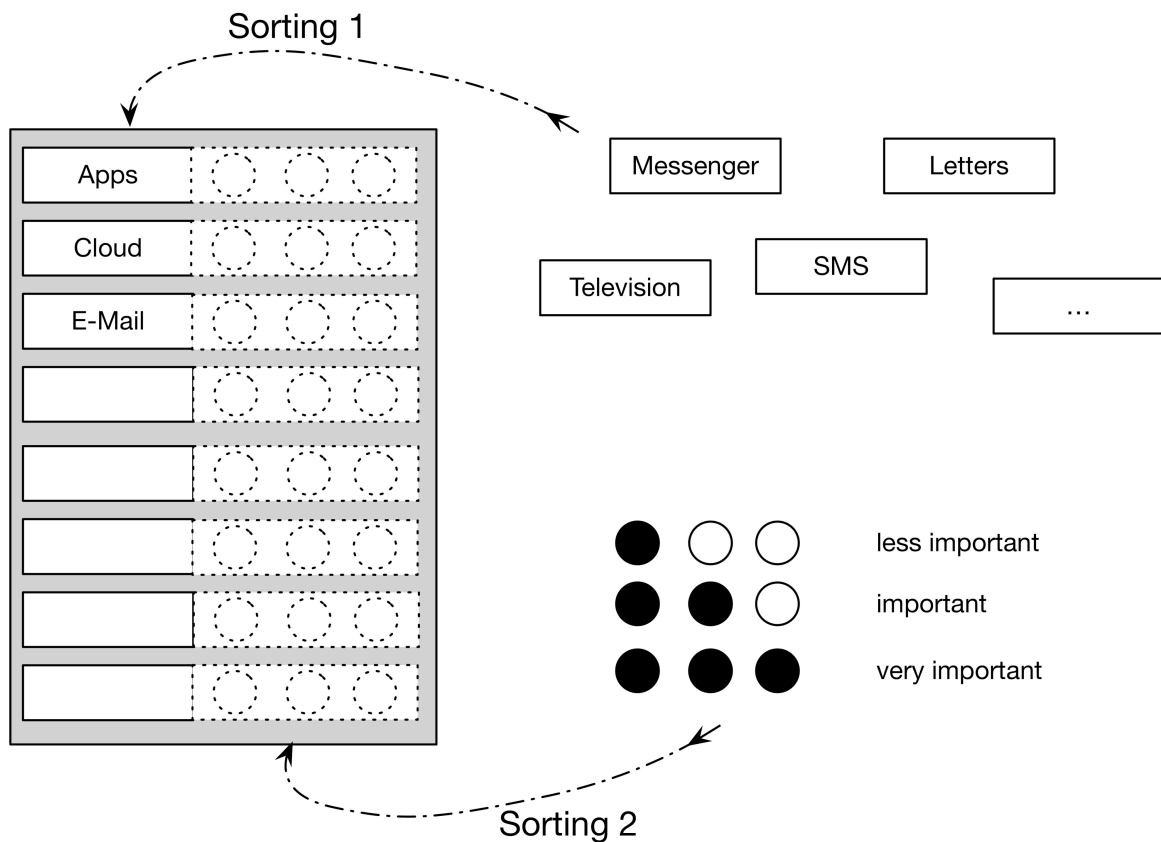 Sorting 1
Apps
Cloud
E-Mail
Messenger
Letters
Television
SMS
...
less important
important
very important
Sorting 2